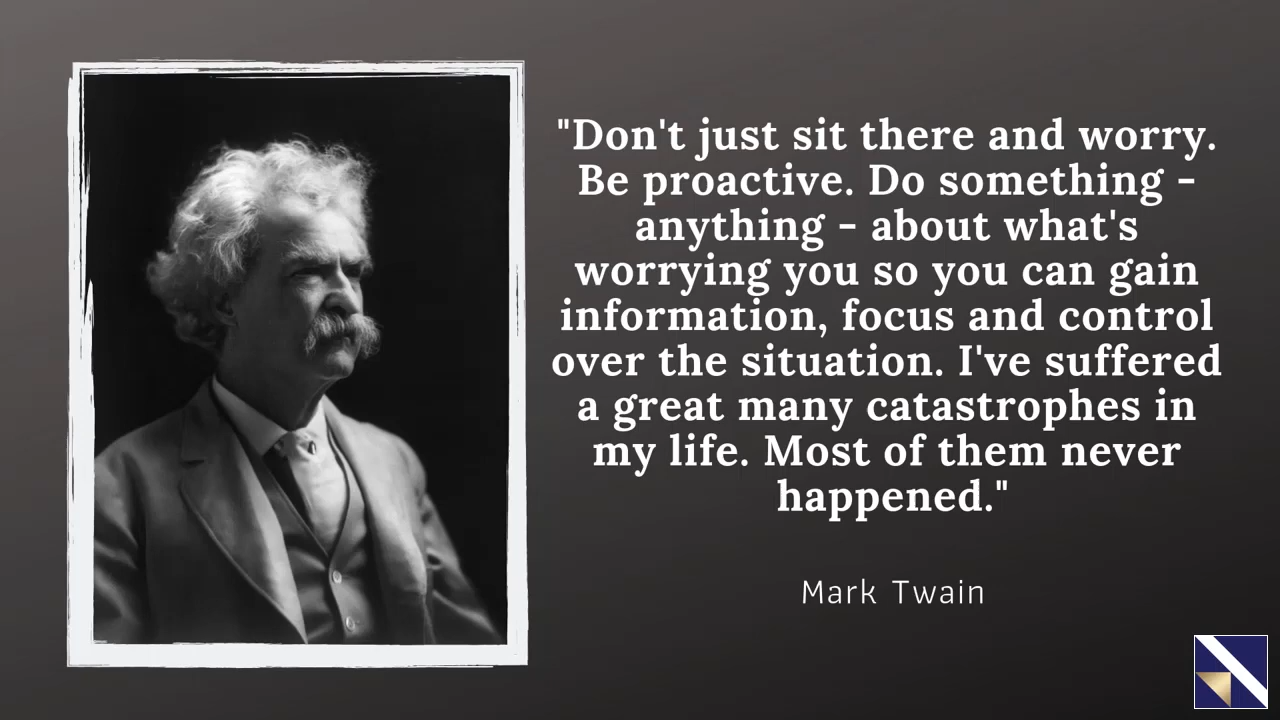 "Don't just sit there and worry.
Be proactive. Do something -
anything - about what's
worrying you so you can gain
information, focus and control
over the situation. I've suffered
a great many catastrophes in
my life. Most of them never
happened."
Mark Twain